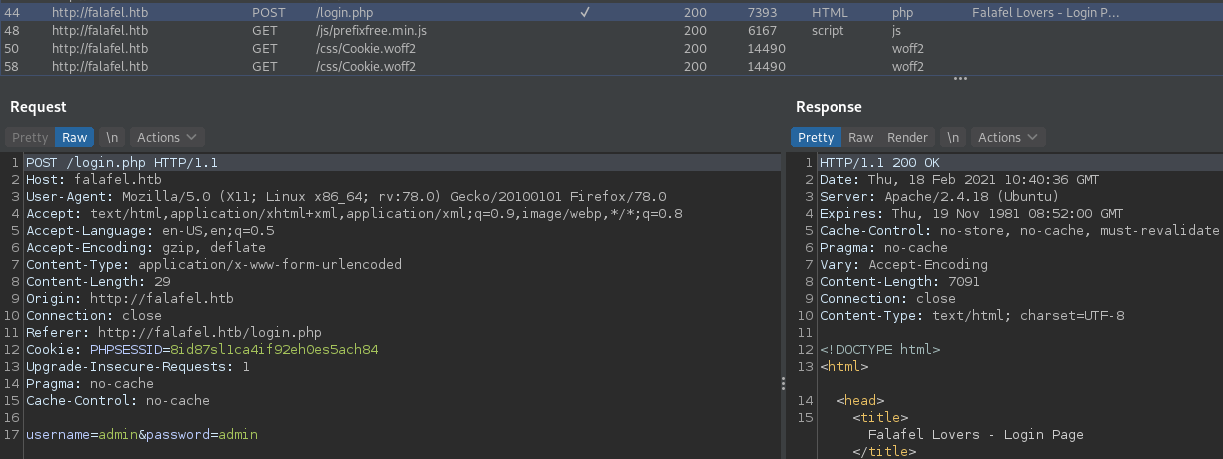 44 http://falafel.htb POST /login.php ✓ 200 7393 HTML php Falafel Lovers - Login P...
48 http://falafel.htb GET /js/prefixfree.min.js 200 6167 script js
50 http://falafel.htb GET /css/Cookie.woff2 200 14490 woff2
58 http://falafel.htb GET /css/Cookie.woff2 200 14490 woff2
Request
Pretty Raw \n Actions
1 POST /login.php HTTP/1.1
2 Host: falafel.htb
3 User-Agent: Mozilla/5.0 (X11; Linux x86_64; rv:78.0) Gecko/20100101 Firefox/78.0
4 Accept: text/html,application/xhtml+xml,application/xml;q=0.9,image/webp,*/*;q=0.8
5 Accept-Language: en-US,en;q=0.5
6 Accept-Encoding: gzip, deflate
7 Content-Type: application/x-www-form-urlencoded
8 Content-Length: 29
9 Origin: http://falafel.htb
10 Connection: close
11 Referer: http://falafel.htb/login.php
12 Cookie: PHPSESSID=8id87sl1ca4if92eh0es5ach84
13 Upgrade-Insecure-Requests: 1
14 Pragma: no-cache
15 Cache-Control: no-cache
16
17 username=admin&password=admin
Response
Pretty Raw Render \n Actions
1 HTTP/1.1 200 OK
2 Date: Thu, 18 Feb 2021 10:40:36 GMT
3 Server: Apache/2.4.18 (Ubuntu)
4 Expires: Thu, 19 Nov 1981 08:52:00 GMT
5 Cache-Control: no-store, no-cache, must-revalidate
6 Pragma: no-cache
7 Vary: Accept-Encoding
8 Content-Length: 7091
9 Connection: close
10 Content-Type: text/html; charset=UTF-8
11
12 <!DOCTYPE html>
13 <html>
14 <head>
15 <title>
Falafel Lovers - Login Page
</title>